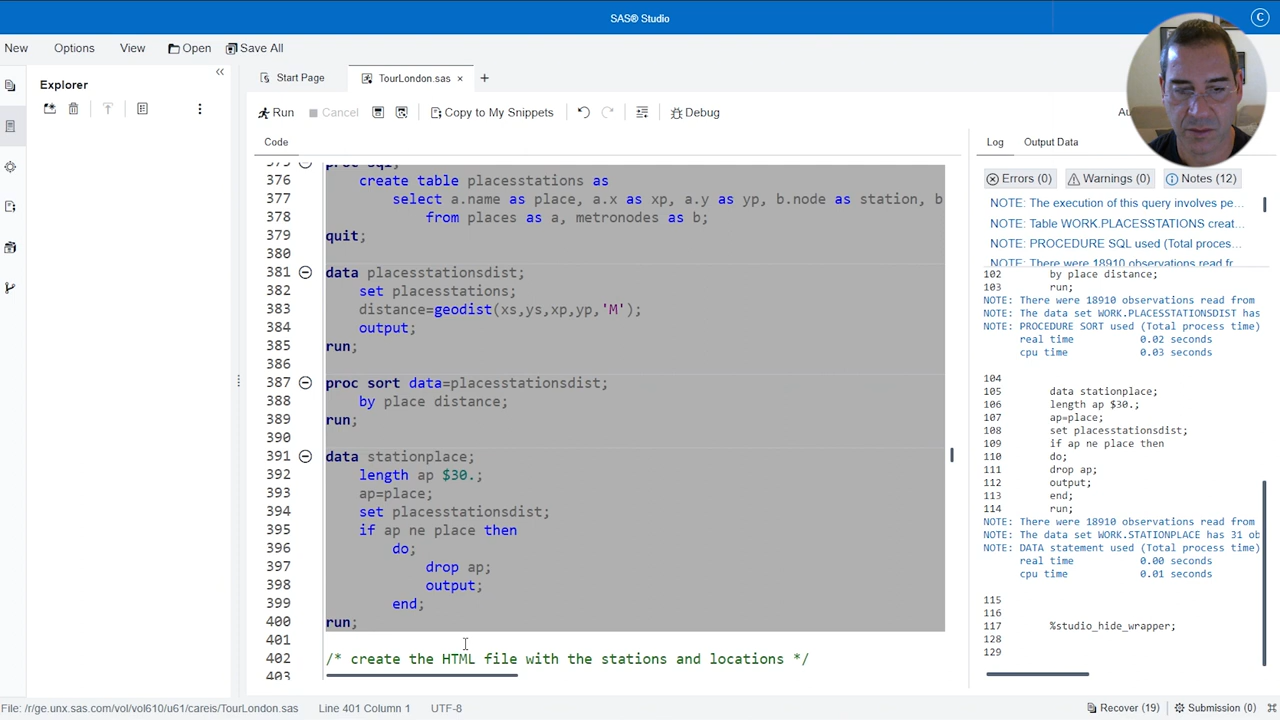 SAS® Studio
C
New Options View Open Save All
Explorer
Start Page TourLondon.sas × +
Run Cancel Copy to My Snippets Debug Au
Code
Log Output Data
Errors (0) Warnings (0) Notes (12)
375 proc sql;
376 create table placesstations as
377 select a.name as place, a.x as xp, a.y as yp, b.node as station, b
378 from places as a, metronodes as b;
379 quit;
380
381 data placesstationsdist;
382 set placesstations;
383 distance=geodist(xs,ys,xp,yp,'M');
384 output;
385 run;
386
387 proc sort data=placesstationsdist;
388 by place distance;
389 run;
390
391 data stationplace;
392 length ap $30.;
393 ap=place;
394 set placesstationsdist;
395 if ap ne place then
396 do;
397 drop ap;
398 output;
399 end;
400 run;
401
402 /* create the HTML file with the stations and locations */
403
NOTE: The execution of this query involves pe...
NOTE: Table WORK.PLACESSTATIONS creat...
NOTE: PROCEDURE SQL used (Total proces...
NOTE: There were 18910 observations read fr
102 by place distance;
103 run;
NOTE: There were 18910 observations read from
NOTE: The data set WORK.PLACESSTATIONSDIST has
NOTE: PROCEDURE SORT used (Total process time)
real time 0.02 seconds
cpu time 0.03 seconds
104
105 data stationplace;
106 length ap $30.;
107 ap=place;
108 set placesstationsdist;
109 if ap ne place then
110 do;
111 drop ap;
112 output;
113 end;
114 run;
NOTE: There were 18910 observations read from
NOTE: The data set WORK.STATIONPLACE has 31 ob
NOTE: DATA statement used (Total process time)
real time 0.00 seconds
cpu time 0.01 seconds
115
116
117 %studio_hide_wrapper;
128
129
File: /r/ge.unx.sas.com/vol/vol610/u61/careis/TourLondon.sas Line 401 Column 1 UTF-8 Recover (19) Submission (0)